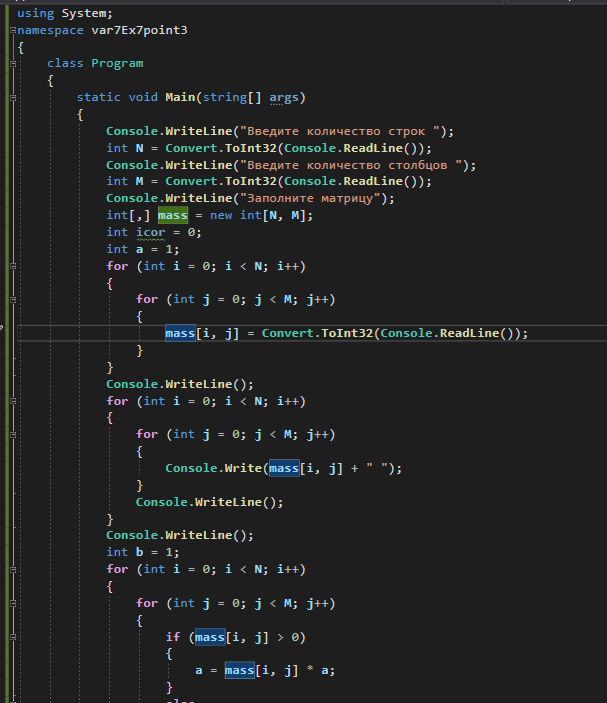 using System;
namespace var7Ex7point3
{
class Program
{
static void Main(string[] args)
{
Console.WriteLine("Введите количество строк ");
int N = Convert.ToInt32(Console.ReadLine());
Console.WriteLine("Введите количество столбцов ");
int M = Convert.ToInt32(Console.ReadLine());
Console.WriteLine("Заполните матрицу");
int[,] mass = new int[N, M];
int icor = 0;
int a = 1;
for (int i = 0; i < N; i++)
{
for (int j = 0; j < M; j++)
{
mass[i, j] = Convert.ToInt32(Console.ReadLine());
}
}
Console.WriteLine();
for (int i = 0; i < N; i++)
{
for (int j = 0; j < M; j++)
{
Console.Write(mass[i, j] + " ");
}
Console.WriteLine();
}
Console.WriteLine();
int b = 1;
for (int i = 0; i < N; i++)
{
for (int j = 0; j < M; j++)
{
if (mass[i, j] > 0)
{
a = mass[i, j] * a;
}